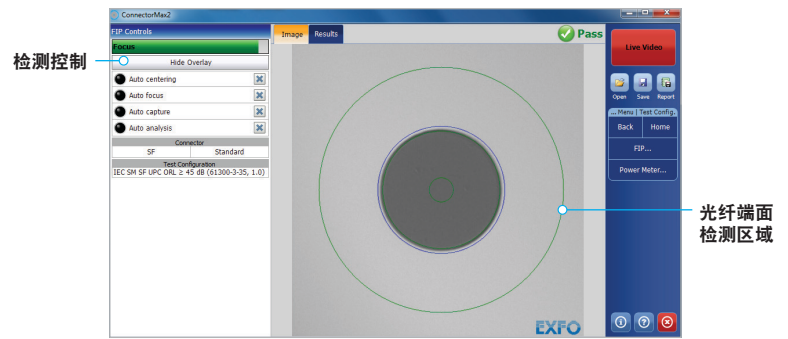 ConnectorMax2
FIP Controls
Focus
Hide Overlay
Auto centering
Auto focus
Auto capture
Auto analysis
Connector
SF Standard
Test Configuration
IEC SM SF UPC ORL ≥ 45 dB (61300-3-35, 1.0)
Image Results
Pass
EXFO
Live Video
Open Save Report
... Menu | Test Config.
Back Home
FIP...
Power Meter...
检测控制
光纤端面
检测区域